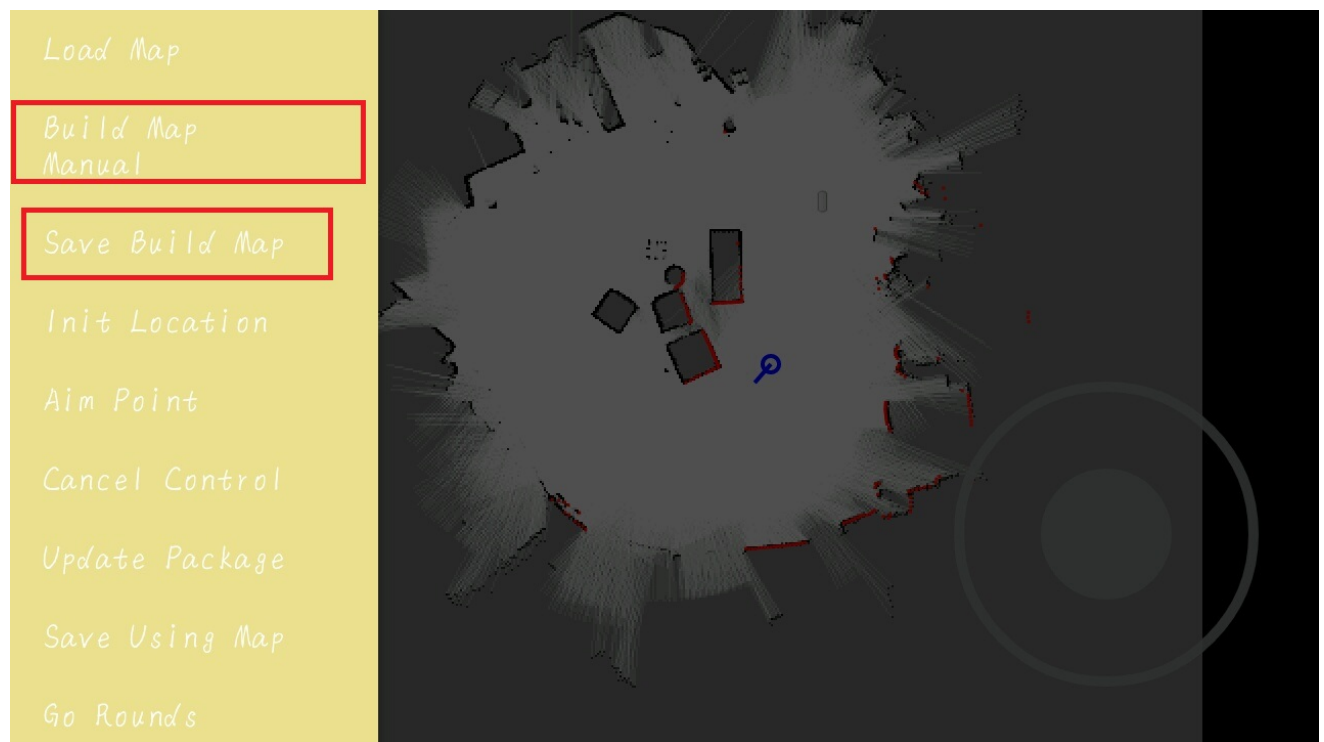 Load Map
Build Map
Manual
Save Build Map
Init Location
Aim Point
Cancel Control
Update Package
Save Using Map
Go Rounds